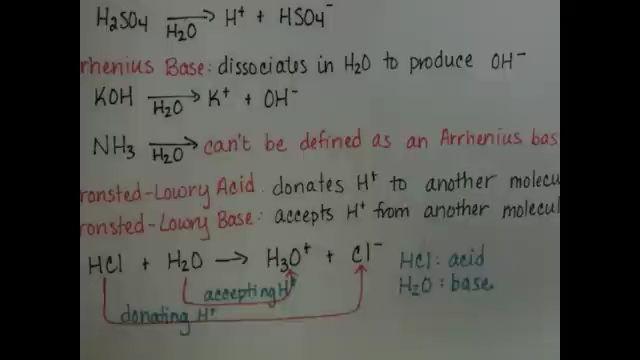 H₂SO₄ → H₂O H⁺ + HSO₄⁻
rrhenius Base: dissociates in H₂O to produce OH⁻
KOH → H₂O K⁺ + OH⁻
NH₃ → H₂O can't be defined as an Arrhenius bas
ronsted-Lowry Acid: donates H⁺ to another molecu
ronsted-Lowry Base: accepts H⁺ from another molecul
HCl + H₂O → H₃O⁺ + Cl⁻ HCl: acid
accepting H⁺ H₂O: base
donating H⁺